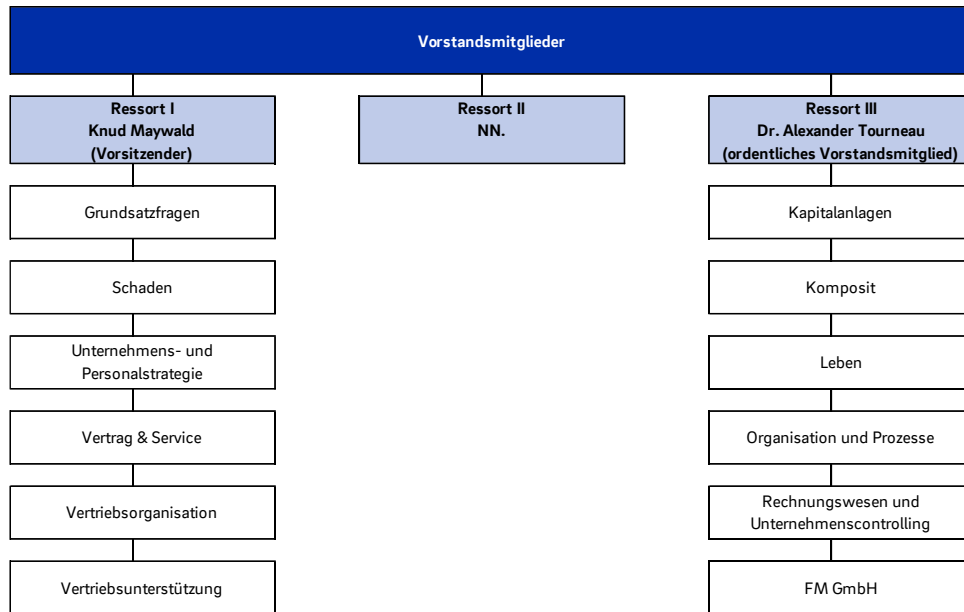 Vorstandsmitglieder
Ressort I
Knud Maywald
(Vorsitzender)
Ressort II
NN.
Ressort III
Dr. Alexander Tourneau
(ordentliches Vorstandsmitglied)
Grundsatzfragen
Schaden
Unternehmens- und
Personalstrategie
Vertrag & Service
Vertriebsorganisation
Vertriebsunterstützung
Kapitalanlagen
Komposit
Leben
Organisation und Prozesse
Rechnungswesen und
Unternehmenscontrolling
FM GmbH